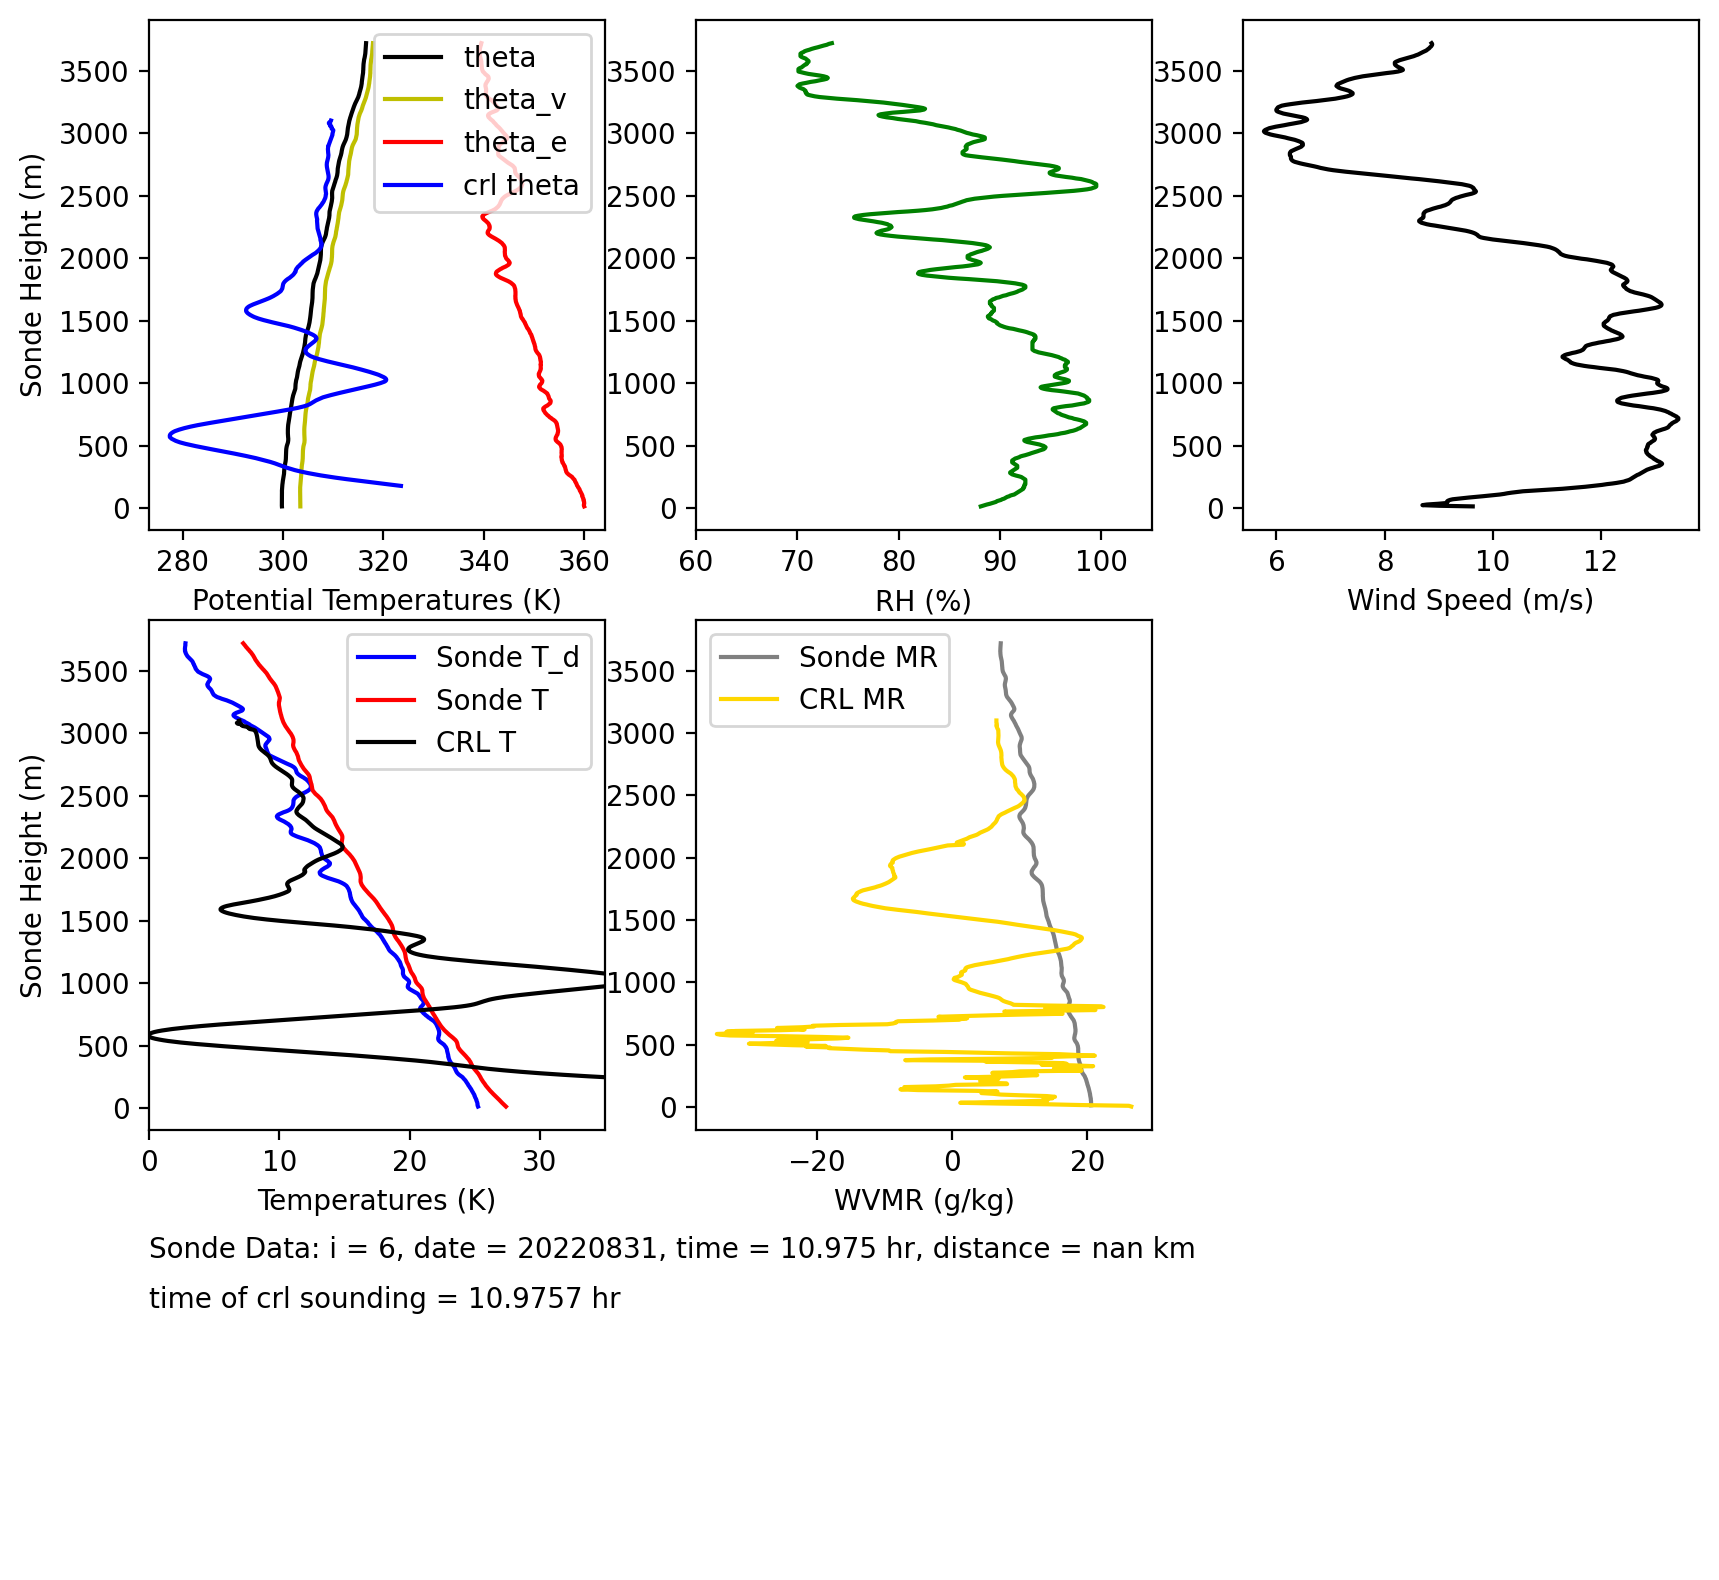 theta
theta_v
theta_e
crl theta
Sonde Height (m)
3500
3000
2500
2000
1500
1000
500
0
280 300 320 340 360
Potential Temperatures (K)
3500
3000
2500
2000
1500
1000
500
0
60 70 80 90 100
RH (%)
3500
3000
2500
2000
1500
1000
500
0
6 8 10 12
Wind Speed (m/s)
Sonde T_d
Sonde T
CRL T
Sonde Height (m)
3500
3000
2500
2000
1500
1000
500
0
0 10 20 30
Temperatures (K)
Sonde MR
CRL MR
3500
3000
2500
2000
1500
1000
500
0
−20 0 20
WVMR (g/kg)
Sonde Data: i = 6, date = 20220831, time = 10.975 hr, distance = nan km
time of crl sounding = 10.9757 hr